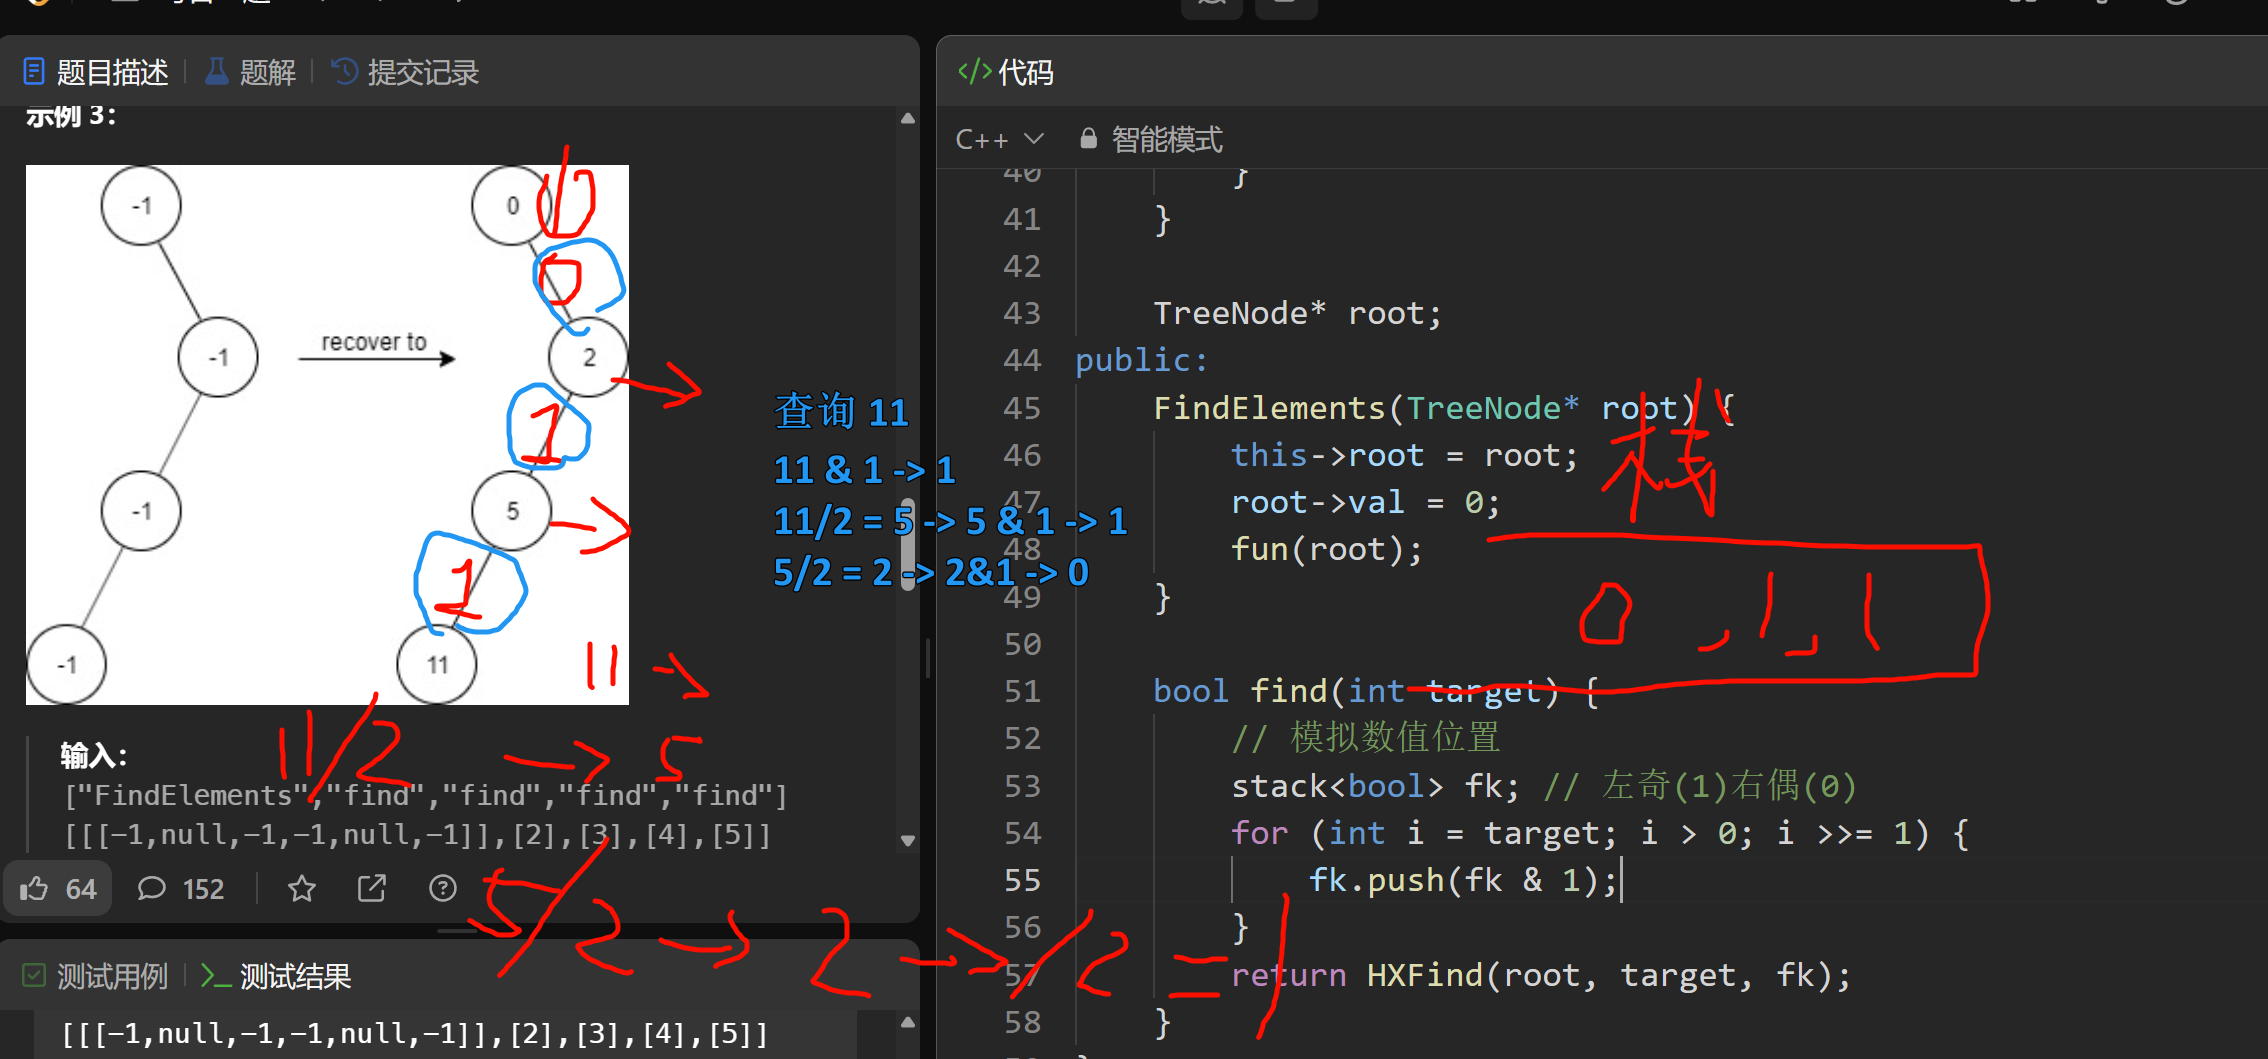 题目描述 题解 提交记录
示例 3:
-1
-1
-1
-1
recover to
0
0
2
1
5
1
11
11 ->
11/2 -> 5
5/2 -> 2 -> /2 = 1
输入:
["FindElements","find","find","find","find"]
[[[-1,null,-1,-1,null,-1]],[2],[3],[4],[5]]
64 152
测试用例 测试结果
[[[-1,null,-1,-1,null,-1]],[2],[3],[4],[5]]
查询 11
11 & 1 -> 1
11/2 = 5 -> 5 & 1 -> 1
5/2 = 2 -> 2&1 -> 0
</> 代码
C++ 智能模式
40 }
41 }
42
43 TreeNode* root;
44 public:
45 FindElements(TreeNode* root) {
46 this->root = root;
47 root->val = 0;
48 fun(root);
49 }
50
51 bool find(int target) {
52 // 模拟数值位置
53 stack<bool> fk; // 左奇(1)右偶(0)
54 for (int i = target; i > 0; i >>= 1) {
55 fk.push(fk & 1);
56 }
57 return HXFind(root, target, fk);
58 }
栈
0 , 1 , 1